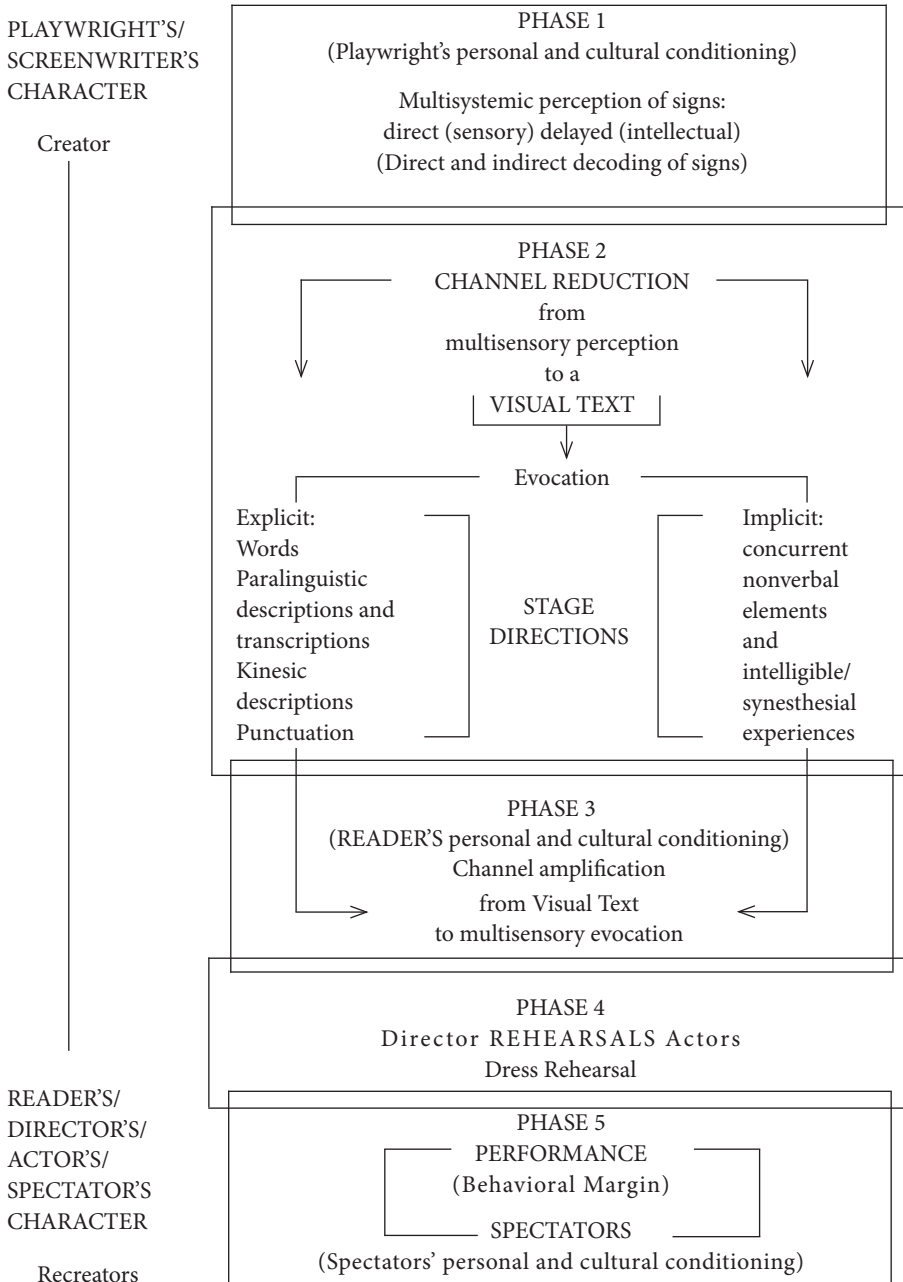 PLAYWRIGHT’S/
SCREENWRITER’S
CHARACTER
Creator
PHASE 1
(Playwright’s personal and cultural conditioning)
Multisystemic perception of signs:
direct (sensory) delayed (intellectual)
(Direct and indirect decoding of signs)
PHASE 2
CHANNEL REDUCTION
from
multisensory perception
to a
VISUAL TEXT
Evocation
Explicit:
Words
Paralinguistic
descriptions and
transcriptions
Kinesic
descriptions
Punctuation
STAGE
DIRECTIONS
Implicit:
concurrent
nonverbal
elements
and
intelligible/
synesthesial
experiences
PHASE 3
(READER’S personal and cultural conditioning)
Channel amplification
from Visual Text
to multisensory evocation
PHASE 4
Director REHEARSALS Actors
Dress Rehearsal
READER’S/
DIRECTOR’S/
ACTOR’S/
SPECTATOR’S
CHARACTER
Recreators
PHASE 5
PERFORMANCE
(Behavioral Margin)
SPECTATORS
(Spectators’ personal and cultural conditioning)